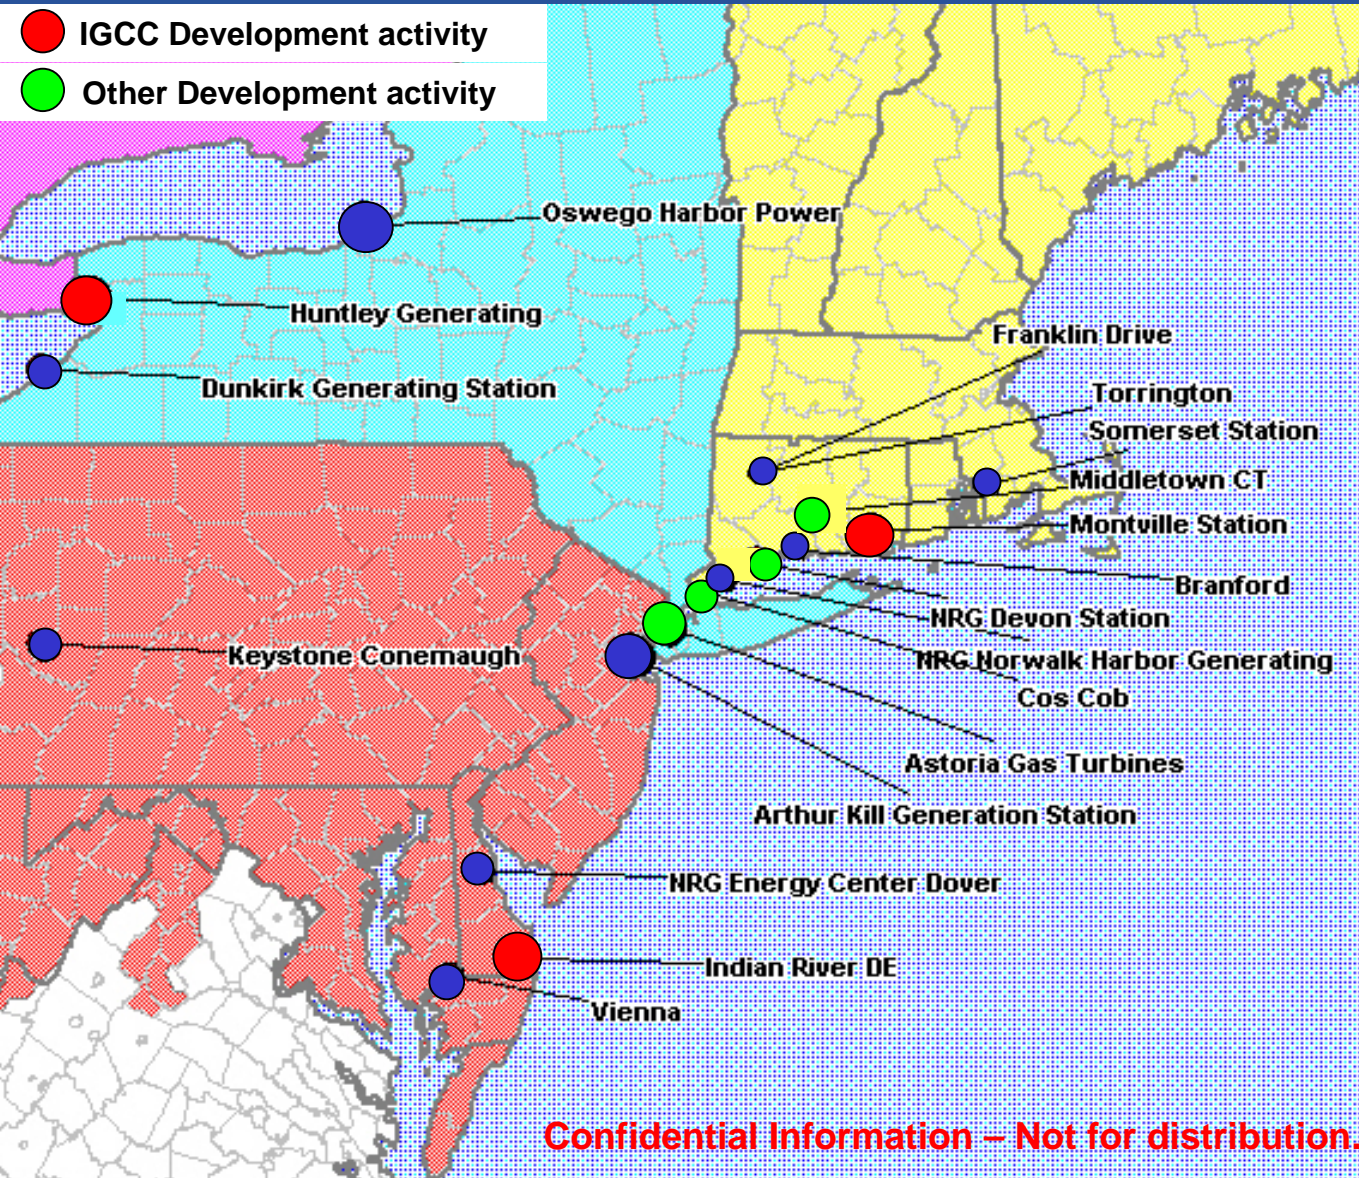 IGCC Development activity
Other Development activity
Oswego Harbor Power
Huntley Generating
Franklin Drive
Dunkirk Generating Station
Torrington
Somerset Station
Middletown CT
Montville Station
Branford
NRG Devon Station
Keystone Conemaugh
NRG Norwalk Harbor Generating
Cos Cob
Astoria Gas Turbines
Arthur Kill Generation Station
NRG Energy Center Dover
Indian River DE
Vienna
Confidential Information – Not for distribution.